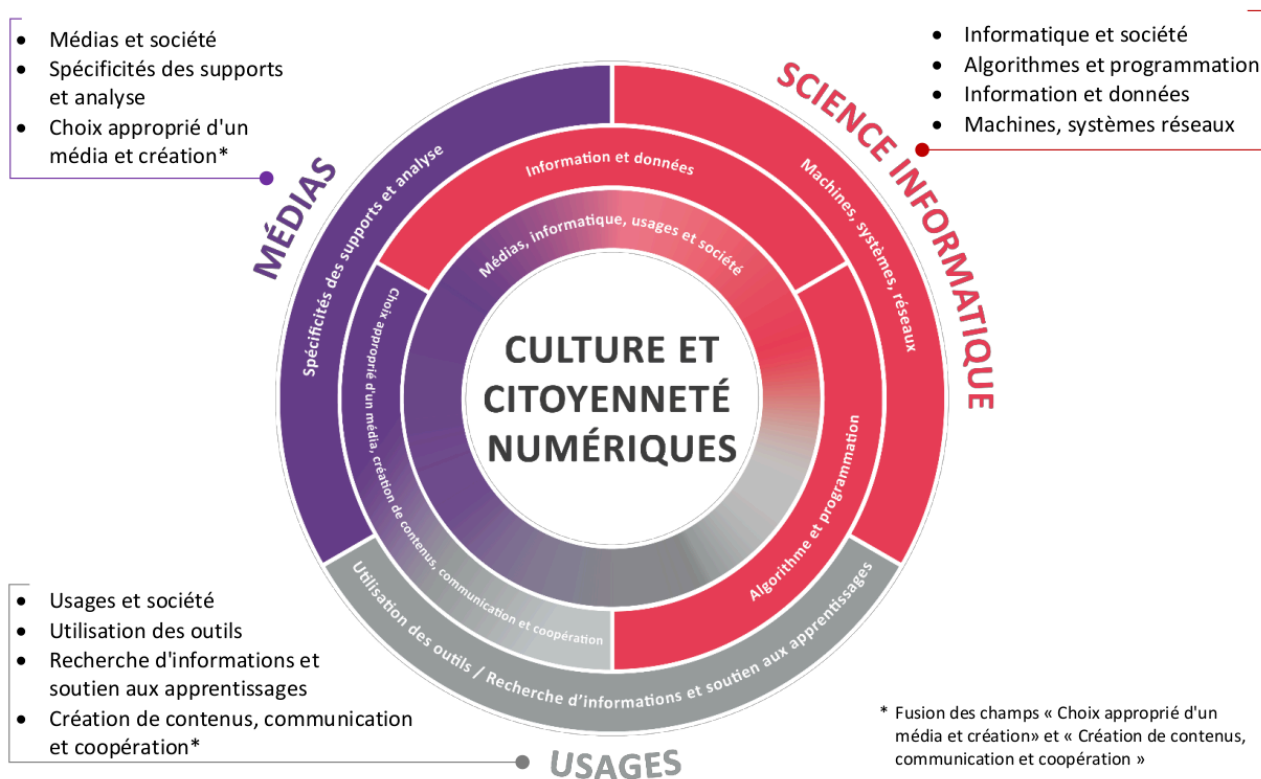 • Médias et société
• Spécificités des supports
et analyse
• Choix approprié d'un
média et création*
• Informatique et société
• Algorithmes et programmation
• Information et données
• Machines, systèmes réseaux
MÉDIAS
SCIENCE INFORMATIQUE
Spécificités des supports et analyse
Information et données
Machines, systèmes, réseaux
Médias, informatique, usages et société
Choix approprié d'un média, création de contenus, communication et coopération
CULTURE ET
CITOYENNETÉ
NUMÉRIQUES
Algorithme et programmation
Utilisation des outils / Recherche d'informations et soutien aux apprentissages
• Usages et société
• Utilisation des outils
• Recherche d'informations et
soutien aux apprentissages
• Création de contenus, communication
et coopération*
USAGES
* Fusion des champs « Choix approprié d'un
média et création» et « Création de contenus,
communication et coopération »